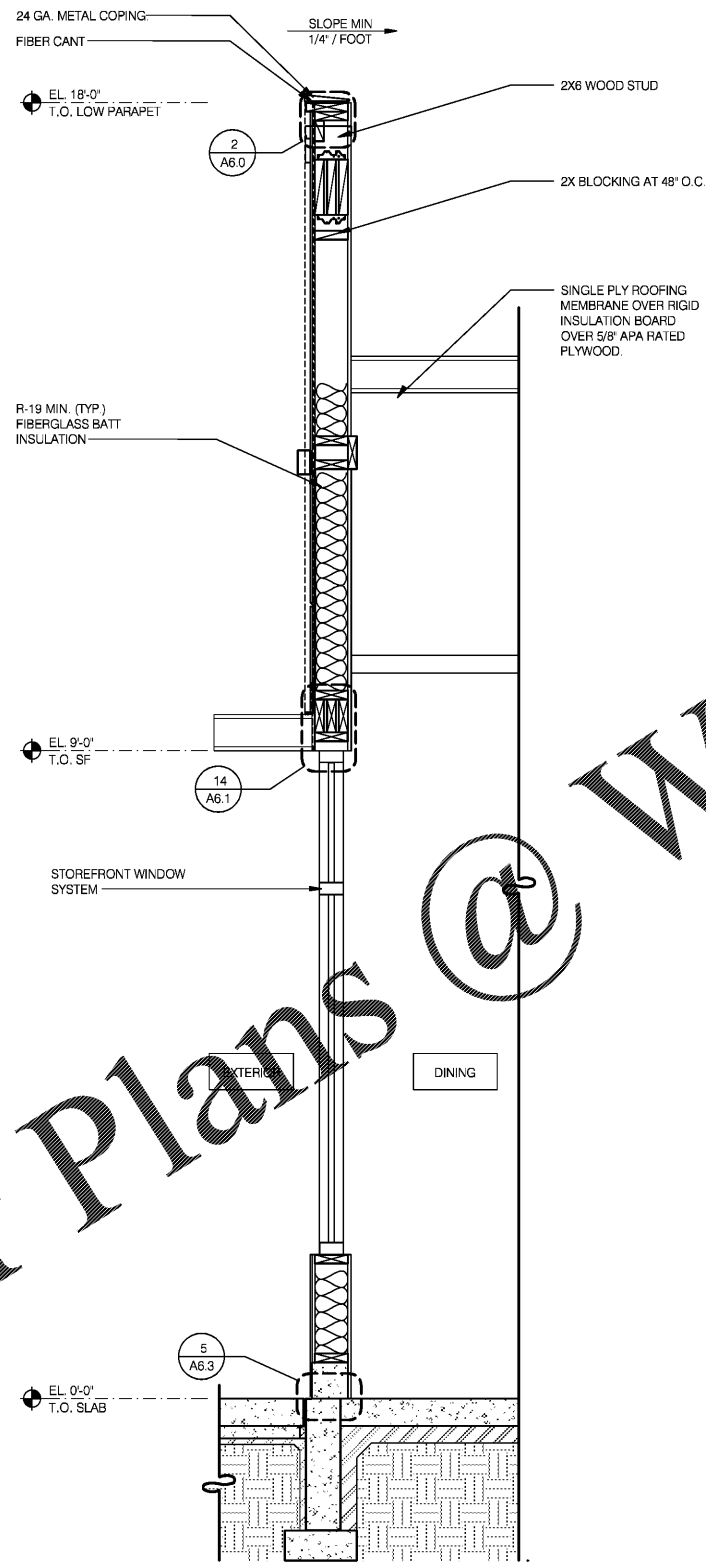 24 GA. METAL COPING
FIBER CANT
SLOPE MIN
1/4" / FOOT
EL. 18'-0"
T.O. LOW PARAPET
2X6 WOOD STUD
2
A6.0
2X BLOCKING AT 48" O.C.
SINGLE PLY ROOFING
MEMBRANE OVER RIGID
INSULATION BOARD
OVER 5/8" APA RATED
PLYWOOD.
R-19 MIN. (TYP.)
FIBERGLASS BATT
INSULATION
EL. 9'-0"
T.O. SF
14
A6.1
STOREFRONT WINDOW
SYSTEM
EXTERIOR
DINING
Plans @ W
5
A6.3
EL. 0'-0"
T.O. SLAB